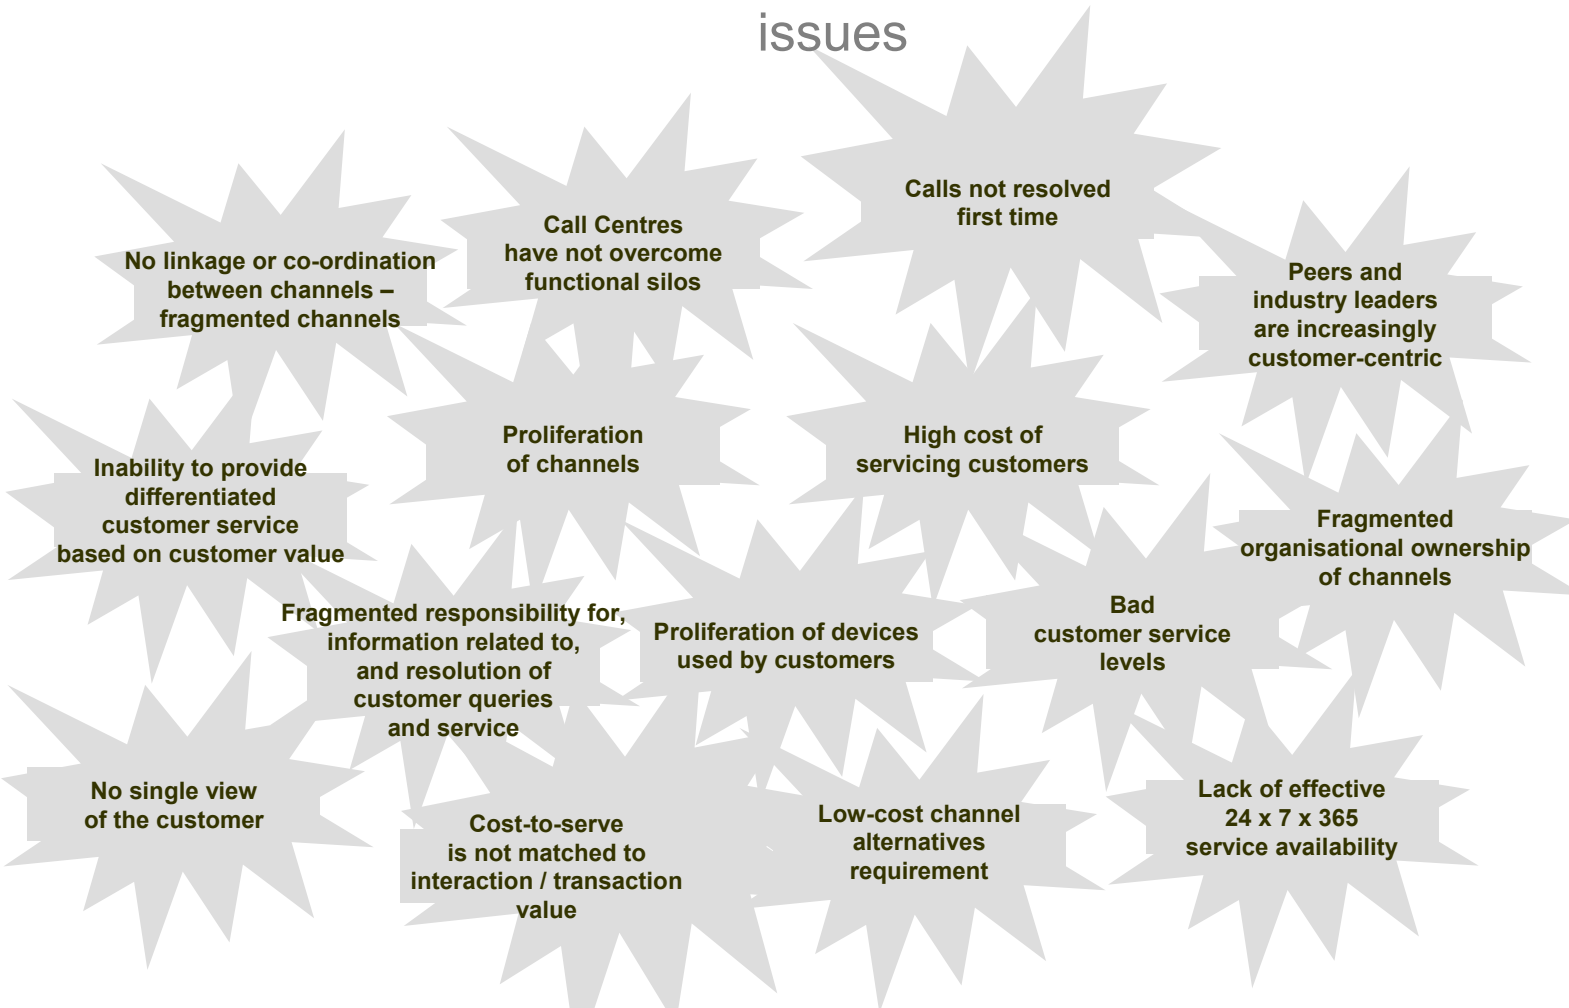 issues
Calls not resolved
first time
Call Centres
have not overcome
functional silos
No linkage or co-ordination
between channels –
fragmented channels
Peers and
industry leaders
are increasingly
customer-centric
Proliferation
of channels
High cost of
servicing customers
Inability to provide
differentiated
customer service
based on customer value
Fragmented
organisational ownership
of channels
Fragmented responsibility for,
information related to,
and resolution of
customer queries
and service
Proliferation of devices
used by customers
Bad
customer service
levels
No single view
of the customer
Cost-to-serve
is not matched to
interaction / transaction
value
Low-cost channel
alternatives
requirement
Lack of effective
24 x 7 x 365
service availability